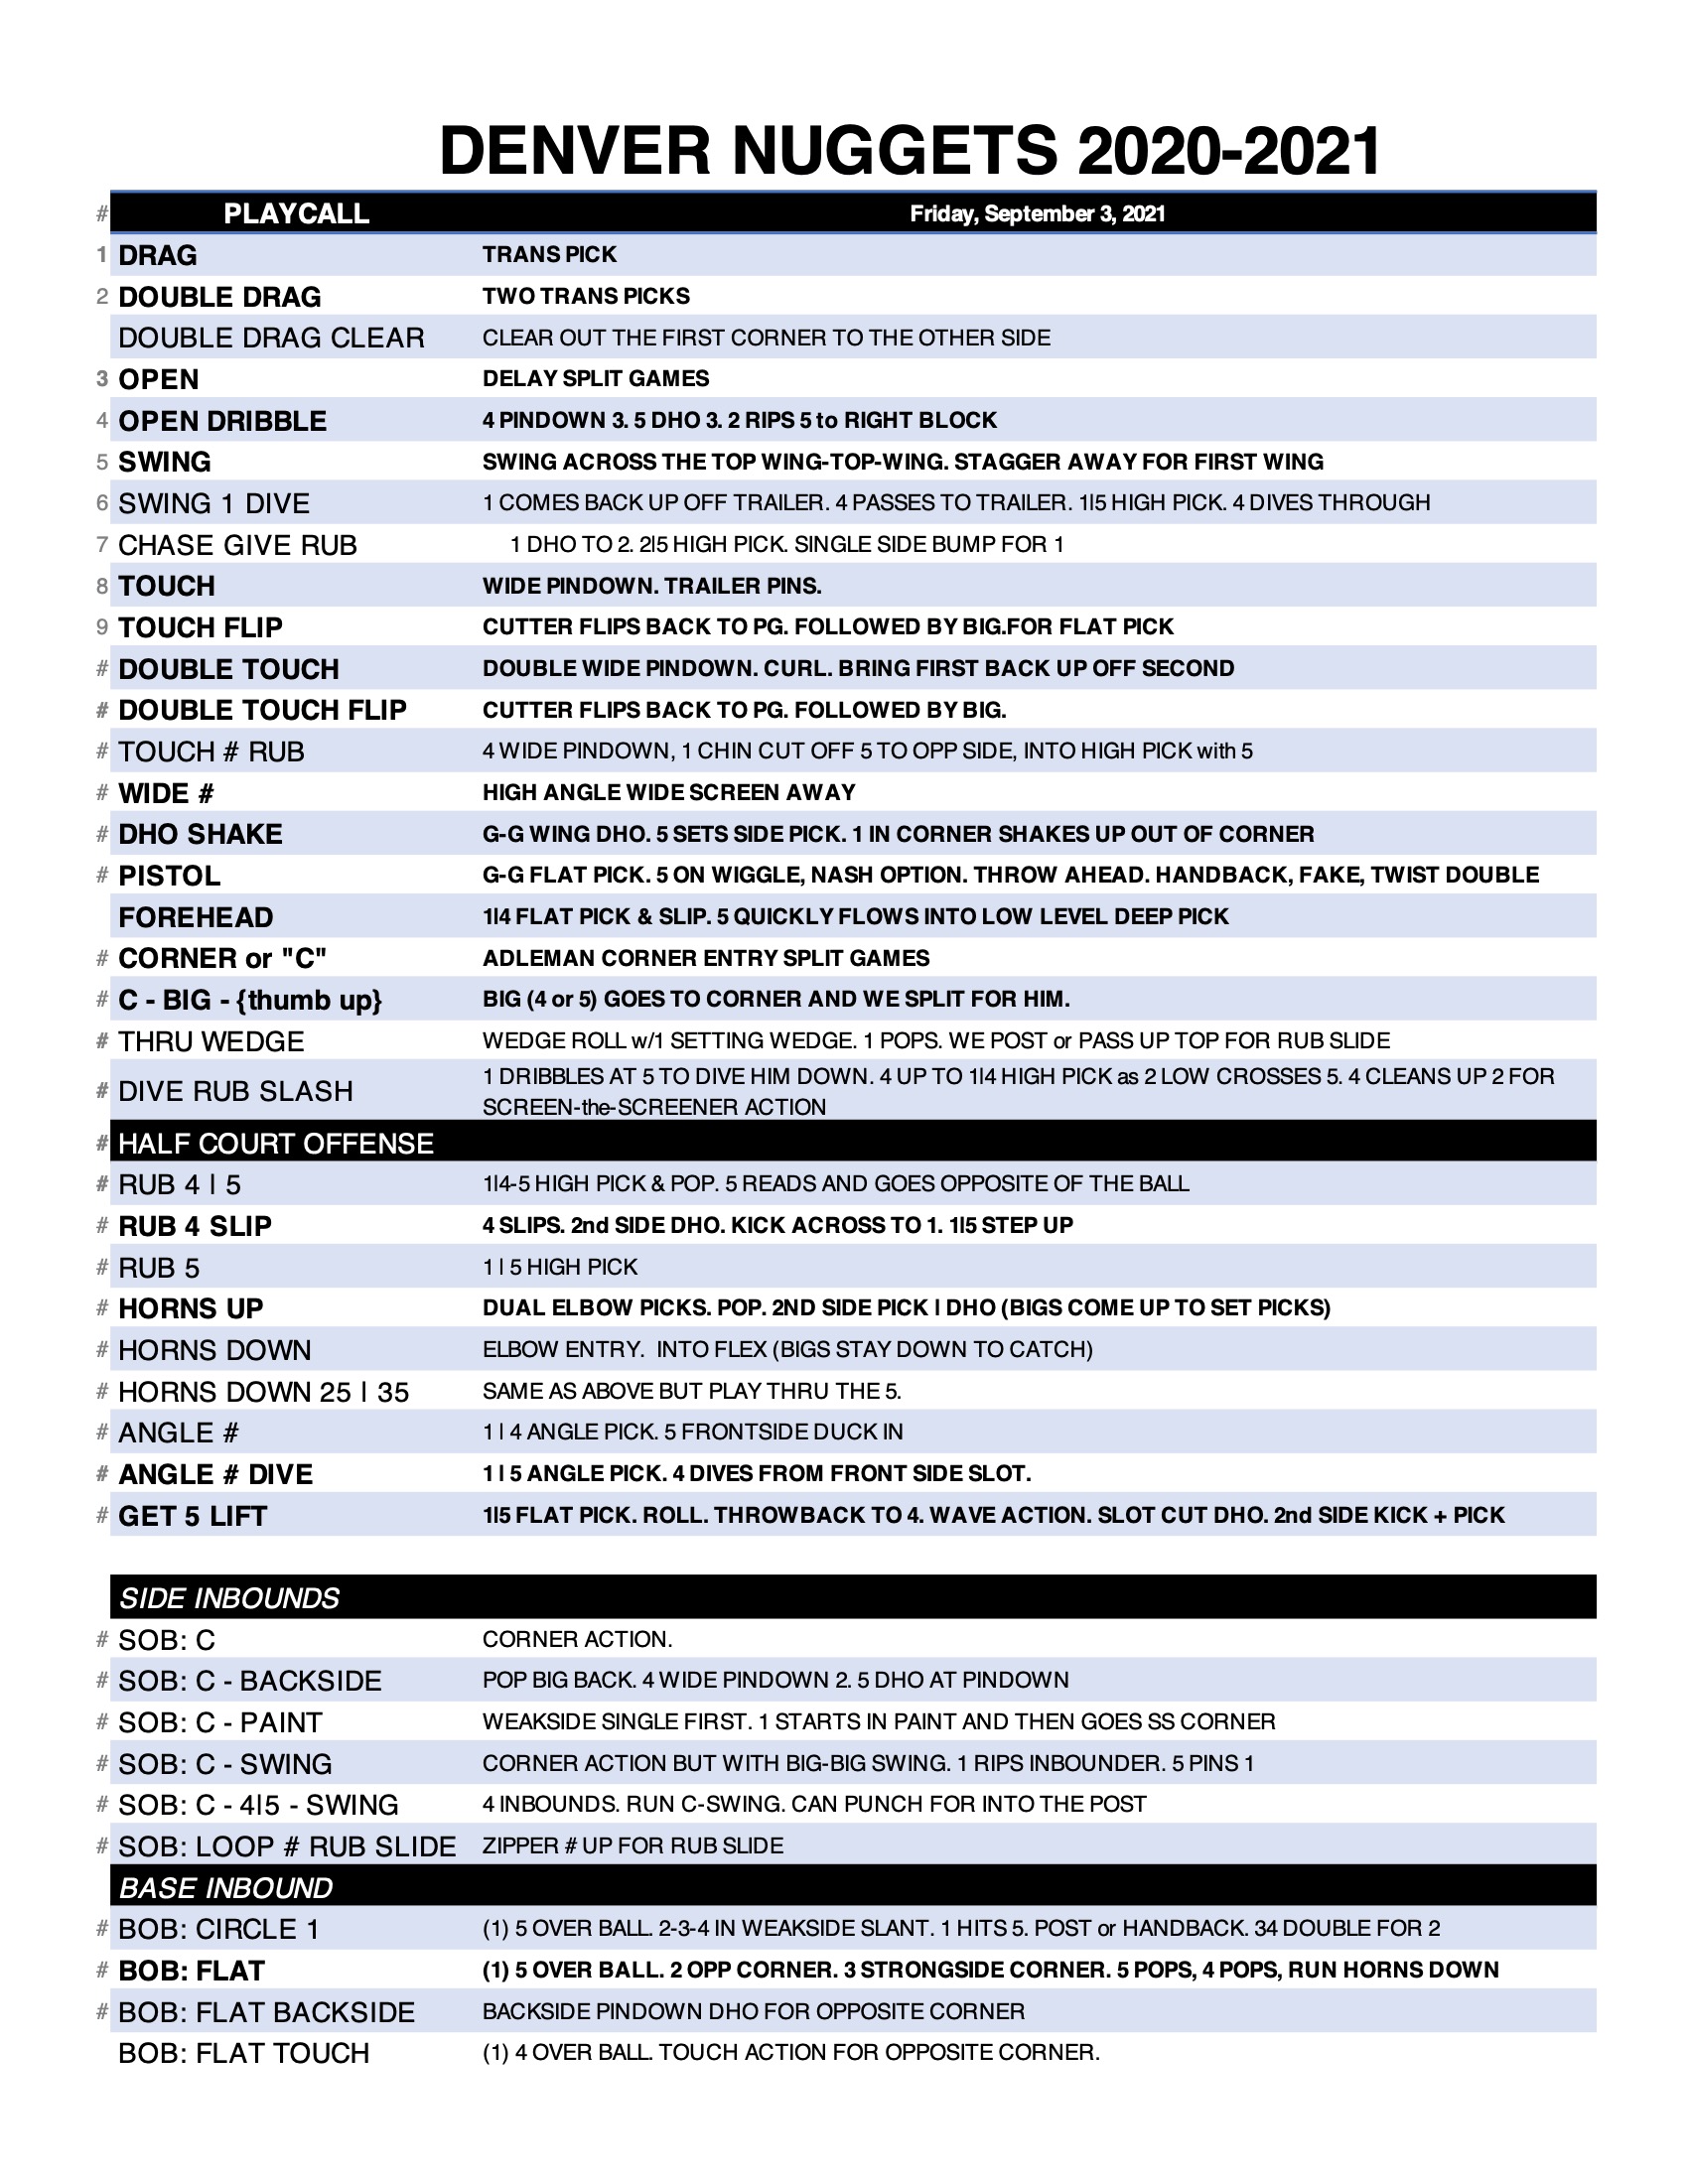 DENVER NUGGETS 2020-2021
# PLAYCALL Friday, September 3, 2021
1 DRAG TRANS PICK
2 DOUBLE DRAG TWO TRANS PICKS
DOUBLE DRAG CLEAR CLEAR OUT THE FIRST CORNER TO THE OTHER SIDE
3 OPEN DELAY SPLIT GAMES
4 OPEN DRIBBLE 4 PINDOWN 3. 5 DHO 3. 2 RIPS 5 to RIGHT BLOCK
5 SWING SWING ACROSS THE TOP WING-TOP-WING. STAGGER AWAY FOR FIRST WING
6 SWING 1 DIVE 1 COMES BACK UP OFF TRAILER. 4 PASSES TO TRAILER. 1|5 HIGH PICK. 4 DIVES THROUGH
7 CHASE GIVE RUB 1 DHO TO 2. 2|5 HIGH PICK. SINGLE SIDE BUMP FOR 1
8 TOUCH WIDE PINDOWN. TRAILER PINS.
9 TOUCH FLIP CUTTER FLIPS BACK TO PG. FOLLOWED BY BIG.FOR FLAT PICK
# DOUBLE TOUCH DOUBLE WIDE PINDOWN. CURL. BRING FIRST BACK UP OFF SECOND
# DOUBLE TOUCH FLIP CUTTER FLIPS BACK TO PG. FOLLOWED BY BIG.
# TOUCH # RUB 4 WIDE PINDOWN, 1 CHIN CUT OFF 5 TO OPP SIDE, INTO HIGH PICK with 5
# WIDE # HIGH ANGLE WIDE SCREEN AWAY
# DHO SHAKE G-G WING DHO. 5 SETS SIDE PICK. 1 IN CORNER SHAKES UP OUT OF CORNER
# PISTOL G-G FLAT PICK. 5 ON WIGGLE, NASH OPTION. THROW AHEAD. HANDBACK, FAKE, TWIST DOUBLE
FOREHEAD 1|4 FLAT PICK & SLIP. 5 QUICKLY FLOWS INTO LOW LEVEL DEEP PICK
# CORNER or "C" ADLEMAN CORNER ENTRY SPLIT GAMES
# C - BIG - {thumb up} BIG (4 or 5) GOES TO CORNER AND WE SPLIT FOR HIM.
# THRU WEDGE WEDGE ROLL w/1 SETTING WEDGE. 1 POPS. WE POST or PASS UP TOP FOR RUB SLIDE
# DIVE RUB SLASH 1 DRIBBLES AT 5 TO DIVE HIM DOWN. 4 UP TO 1|4 HIGH PICK as 2 LOW CROSSES 5. 4 CLEANS UP 2 FOR
SCREEN-the-SCREENER ACTION
# HALF COURT OFFENSE
# RUB 4 | 5 1|4-5 HIGH PICK & POP. 5 READS AND GOES OPPOSITE OF THE BALL
# RUB 4 SLIP 4 SLIPS. 2nd SIDE DHO. KICK ACROSS TO 1. 1|5 STEP UP
# RUB 5 1 | 5 HIGH PICK
# HORNS UP DUAL ELBOW PICKS. POP. 2ND SIDE PICK | DHO (BIGS COME UP TO SET PICKS)
# HORNS DOWN ELBOW ENTRY. INTO FLEX (BIGS STAY DOWN TO CATCH)
# HORNS DOWN 25 | 35 SAME AS ABOVE BUT PLAY THRU THE 5.
# ANGLE # 1 | 4 ANGLE PICK. 5 FRONTSIDE DUCK IN
# ANGLE # DIVE 1 | 5 ANGLE PICK. 4 DIVES FROM FRONT SIDE SLOT.
# GET 5 LIFT 1|5 FLAT PICK. ROLL. THROWBACK TO 4. WAVE ACTION. SLOT CUT DHO. 2nd SIDE KICK + PICK
SIDE INBOUNDS
# SOB: C CORNER ACTION.
# SOB: C - BACKSIDE POP BIG BACK. 4 WIDE PINDOWN 2. 5 DHO AT PINDOWN
# SOB: C - PAINT WEAKSIDE SINGLE FIRST. 1 STARTS IN PAINT AND THEN GOES SS CORNER
# SOB: C - SWING CORNER ACTION BUT WITH BIG-BIG SWING. 1 RIPS INBOUNDER. 5 PINS 1
# SOB: C - 4|5 - SWING 4 INBOUNDS. RUN C-SWING. CAN PUNCH FOR INTO THE POST
# SOB: LOOP # RUB SLIDE ZIPPER # UP FOR RUB SLIDE
BASE INBOUND
# BOB: CIRCLE 1 (1) 5 OVER BALL. 2-3-4 IN WEAKSIDE SLANT. 1 HITS 5. POST or HANDBACK. 34 DOUBLE FOR 2
# BOB: FLAT (1) 5 OVER BALL. 2 OPP CORNER. 3 STRONGSIDE CORNER. 5 POPS, 4 POPS, RUN HORNS DOWN
# BOB: FLAT BACKSIDE BACKSIDE PINDOWN DHO FOR OPPOSITE CORNER
BOB: FLAT TOUCH (1) 4 OVER BALL. TOUCH ACTION FOR OPPOSITE CORNER.